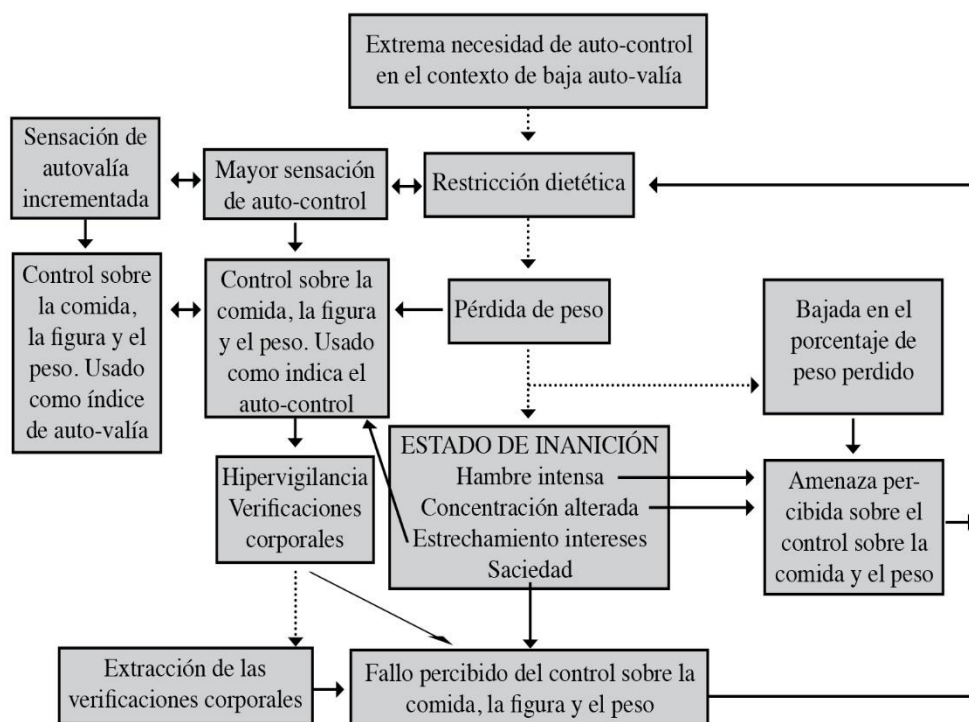 Extrema necesidad de auto-control
en el contexto de baja auto-valía
Sensación de
autovalía
incrementada
Mayor sensación
de auto-control
Restricción dietética
Control sobre
la comida,
la figura y el
peso. Usado
como índice
de auto-valía
Control sobre la
comida, la figura
y el peso. Usado
como indica el
auto-control
Pérdida de peso
Bajada en el
porcentaje de
peso perdido
Hipervigilancia
Verificaciones
corporales
ESTADO DE INANICIÓN
Hambre intensa
Concentración alterada
Estrechamiento intereses
Saciedad
Amenaza per-
cibida sobre el
control sobre la
comida y el peso
Extracción de las
verificaciones corporales
Fallo percibido del control sobre la
comida, la figura y el peso